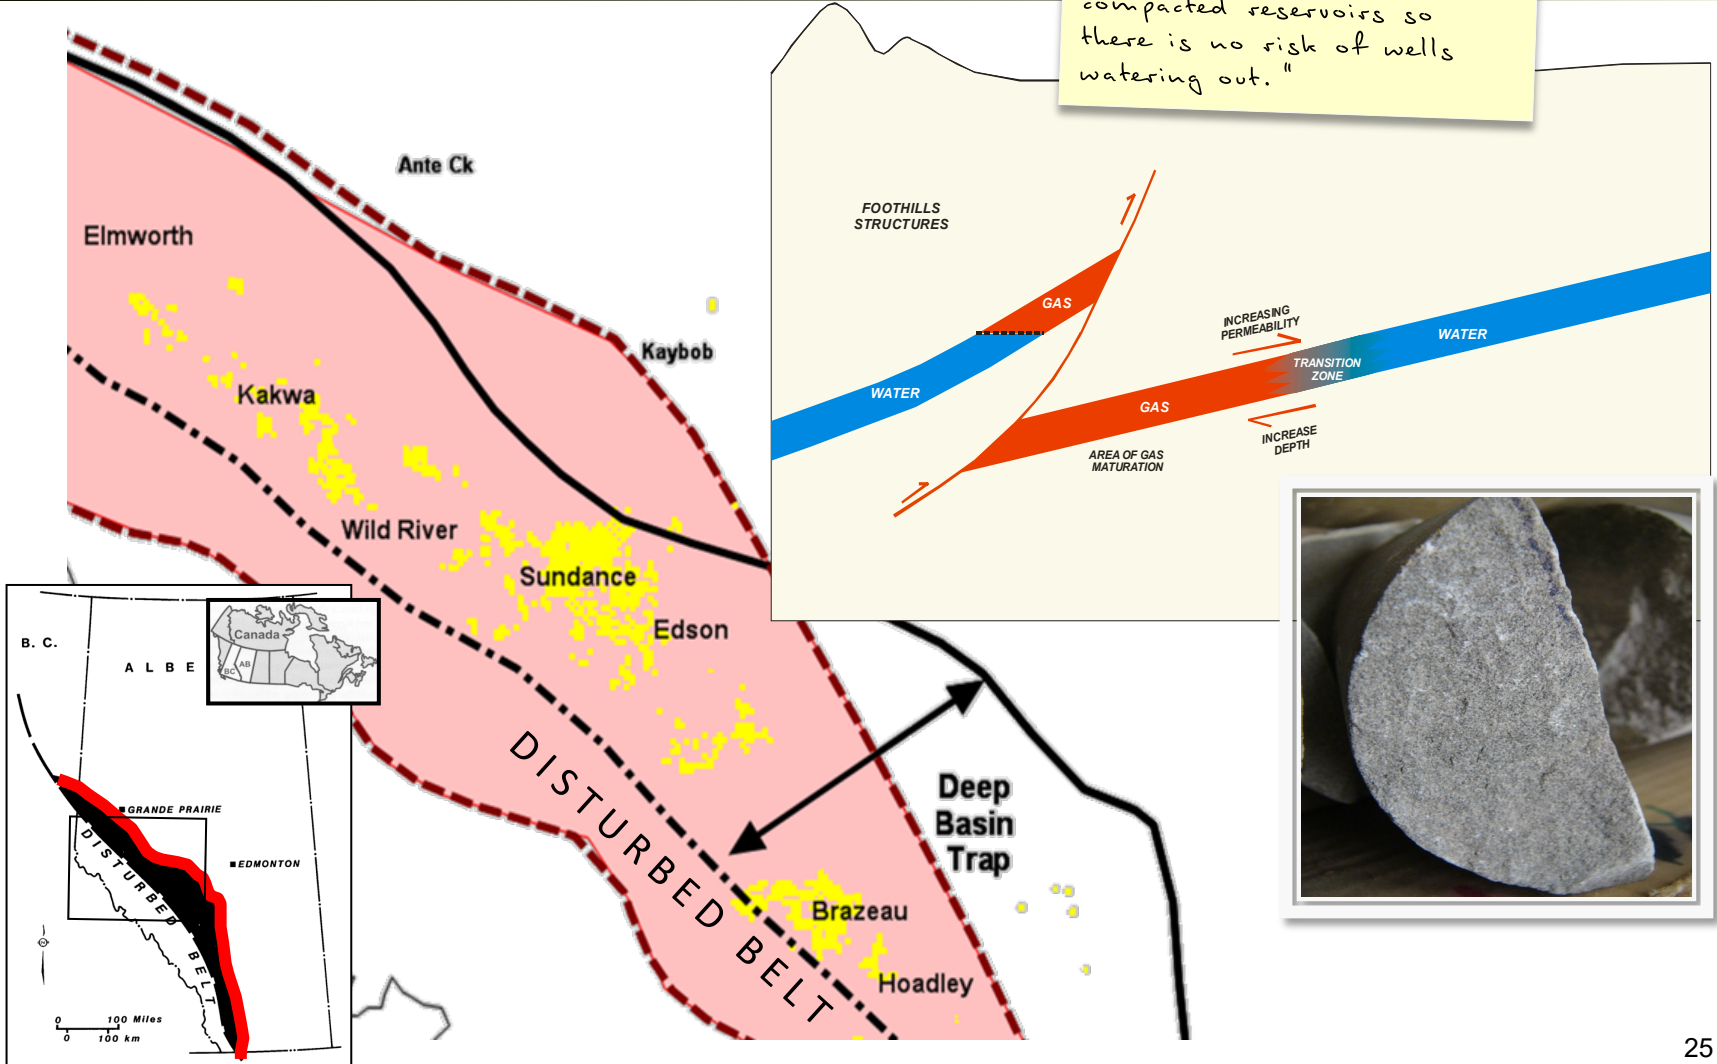 compacted reservoirs so
there is no risk of wells
watering out."
Ante Ck
Elmworth
Kaybob
Kakwa
Wild River
Sundance
Edson
DISTURBED BELT
Deep
Basin
Trap
Brazeau
Hoadley
FOOTHILLS
STRUCTURES
GAS
WATER
INCREASING
PERMEABILITY
WATER
TRANSITION
ZONE
GAS
INCREASE
DEPTH
AREA OF GAS
MATURATION
B. C.
A L B E
Canada
BC
AB
GRANDE PRAIRIE
EDMONTON
DISTURBED BELT
0 100 Miles
0 100 km
25